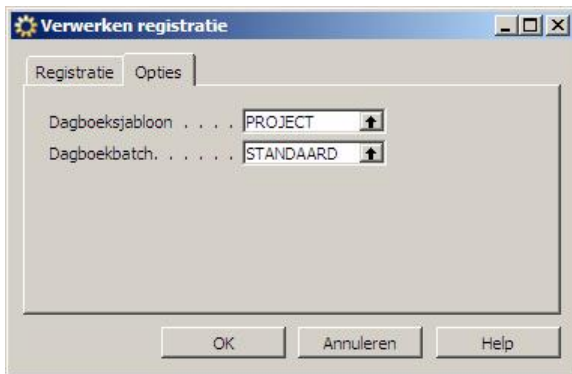 Verwerken registratie
Registratie Opties
Dagboeksjabloon . . . . PROJECT
Dagboekbatch. . . . . . STANDAARD
OK Annuleren Help